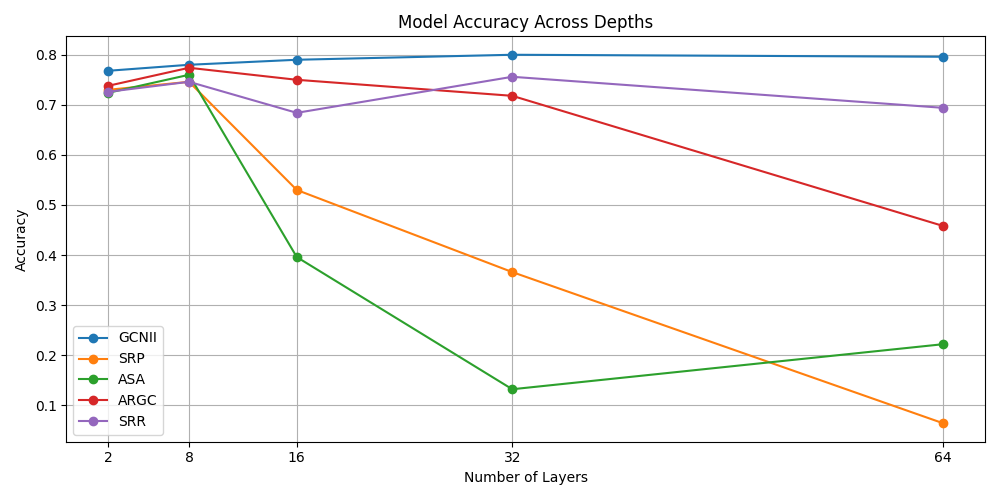 Model Accuracy Across Depths
Accuracy
0.8
0.7
0.6
0.5
0.4
0.3
0.2
0.1
GCNII
SRP
ASA
ARGC
SRR
2 8 16 32 64
Number of Layers